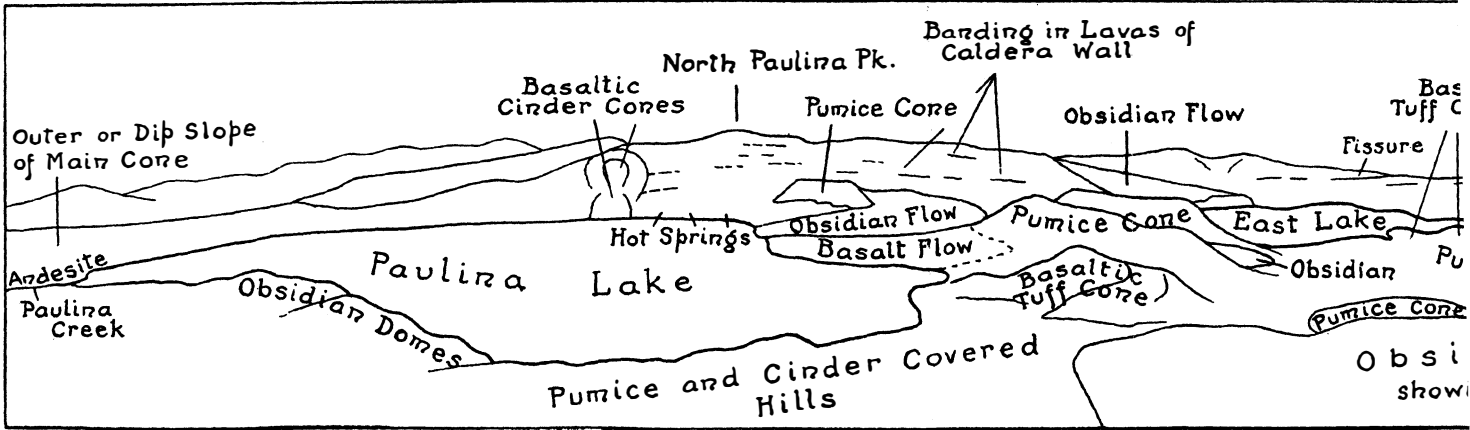 Banding in Lavas of
Caldera Wall
North Paulina Pk.
Basaltic
Cinder Cones
Pumice Cone
Obsidian Flow
Bas
Tuff C
Outer or Dip Slope
of Main Cone
Fissure
Obsidian Flow
Pumice Cone
East Lake
Hot Springs
Basalt Flow
Andesite
Paulina Lake
Obsidian
Pu
Basaltic
Tuff Cone
Paulina
Creek
Obsidian Domes
Pumice Cone
Pumice and Cinder Covered
Hills
Obsi
showi